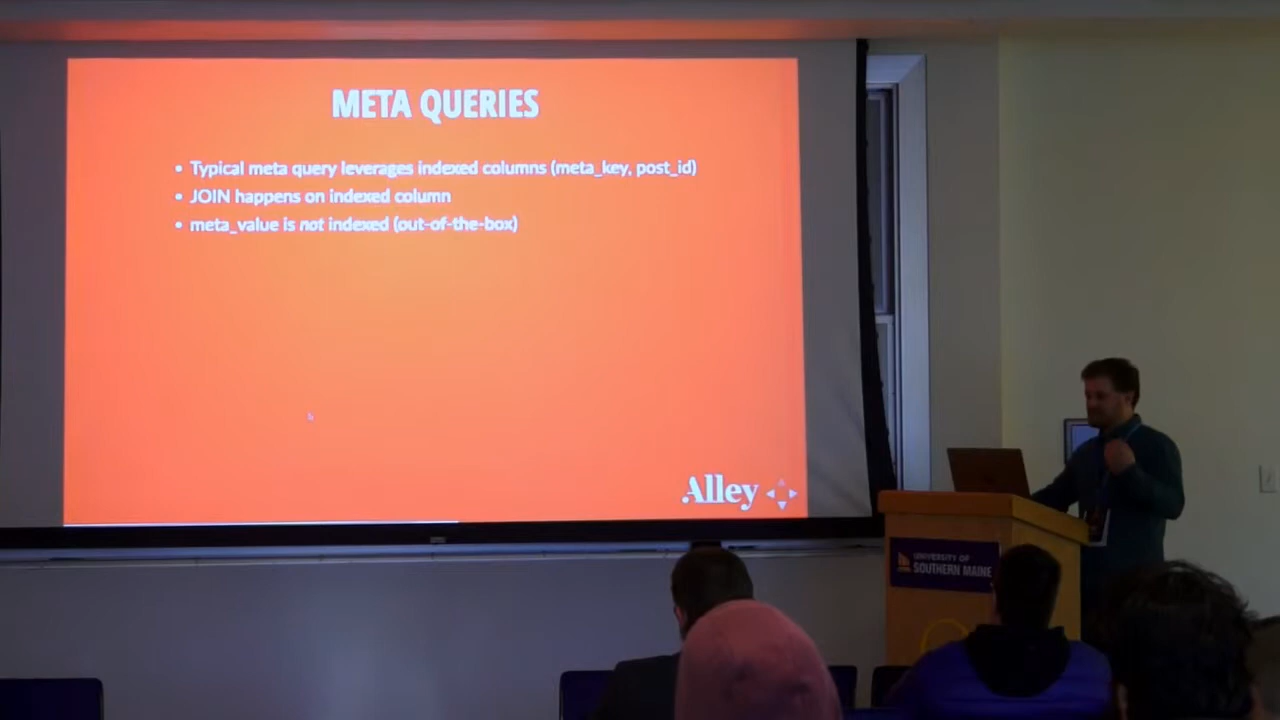 META QUERIES
• Typical meta query leverages indexed columns (meta_key, post_id)
• JOIN happens on indexed column
• meta_value is not indexed (out-of-the-box)
Alley
UNIVERSITY OF
SOUTHERN MAINE